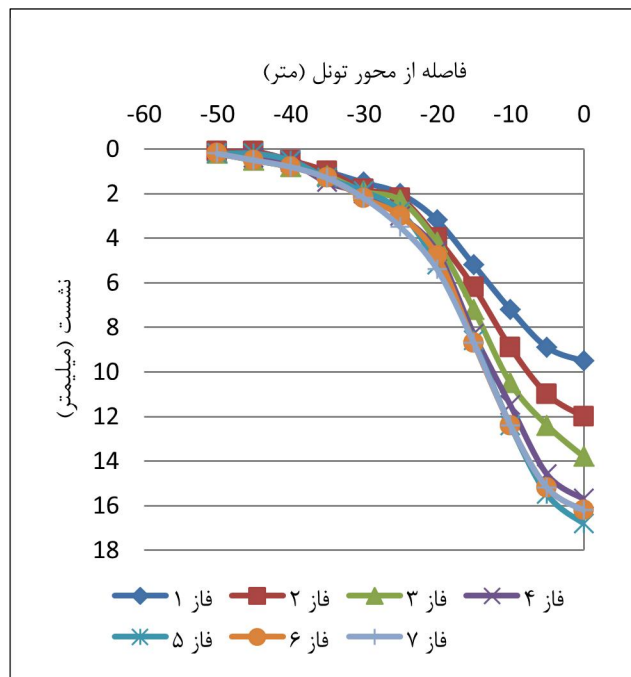 فاصله از محور تونل (متر)
-60 -50 -40 -30 -20 -10 0
0
2
4
6
8
10
12
14
16
18
نشست (میلیمتر)
فاز ۱ فاز ۲ فاز ۳ فاز ۴
فاز ۵ فاز ۶ فاز ۷